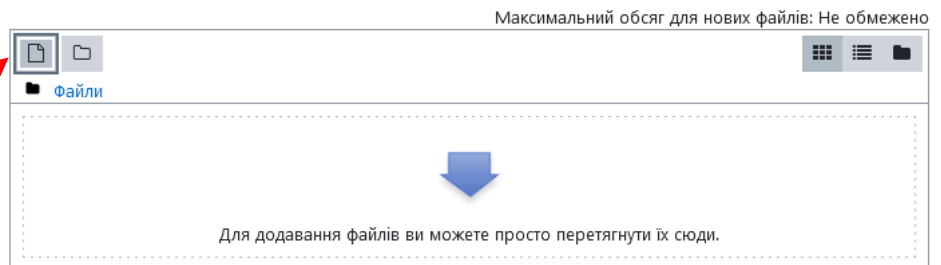 Максимальний обсяг для нових файлів: Не обмежено
Файли
Для додавання файлів ви можете просто перетягнути їх сюди.